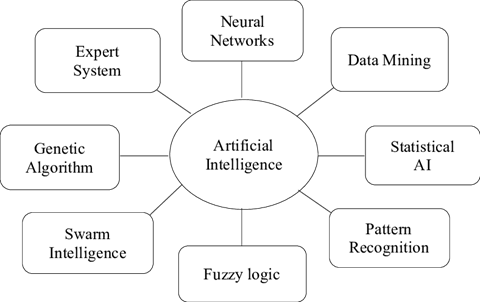 Neural
Networks
Expert
System
Data Mining
Genetic
Algorithm
Artificial
Intelligence
Statistical
AI
Swarm
Intelligence
Pattern
Recognition
Fuzzy logic